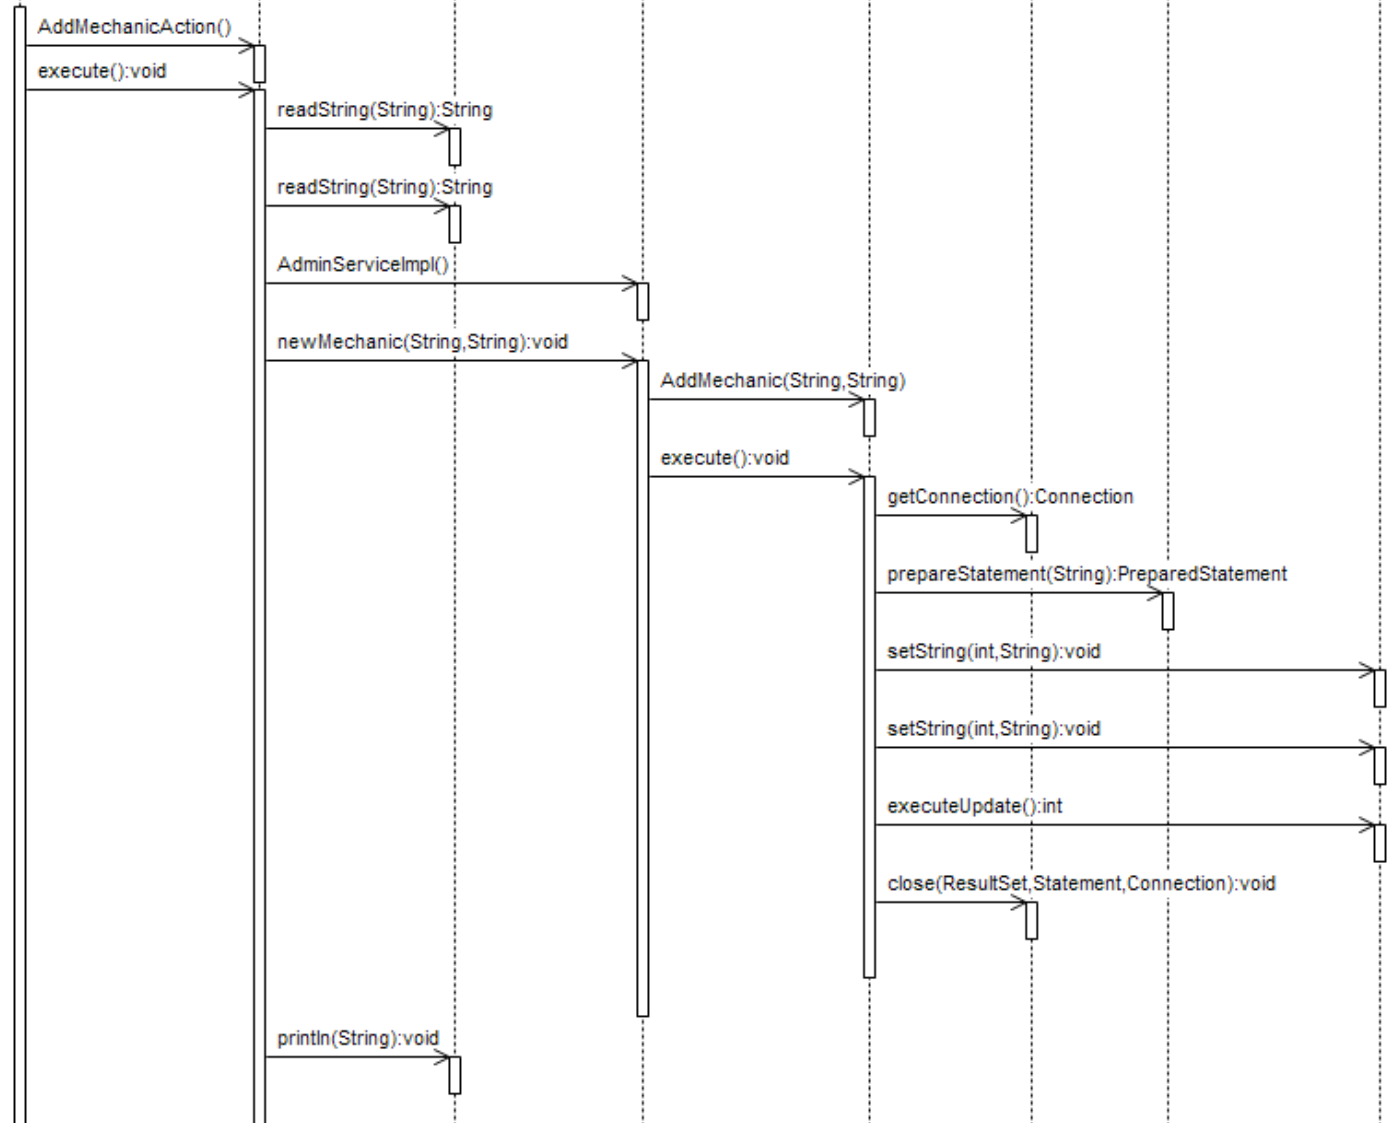 AddMechanicAction()
execute():void
readString(String):String
readString(String):String
AdminServiceImpl()
newMechanic(String,String):void
AddMechanic(String,String)
execute():void
getConnection():Connection
prepareStatement(String):PreparedStatement
setString(int,String):void
setString(int,String):void
executeUpdate():int
close(ResultSet,Statement,Connection):void
println(String):void